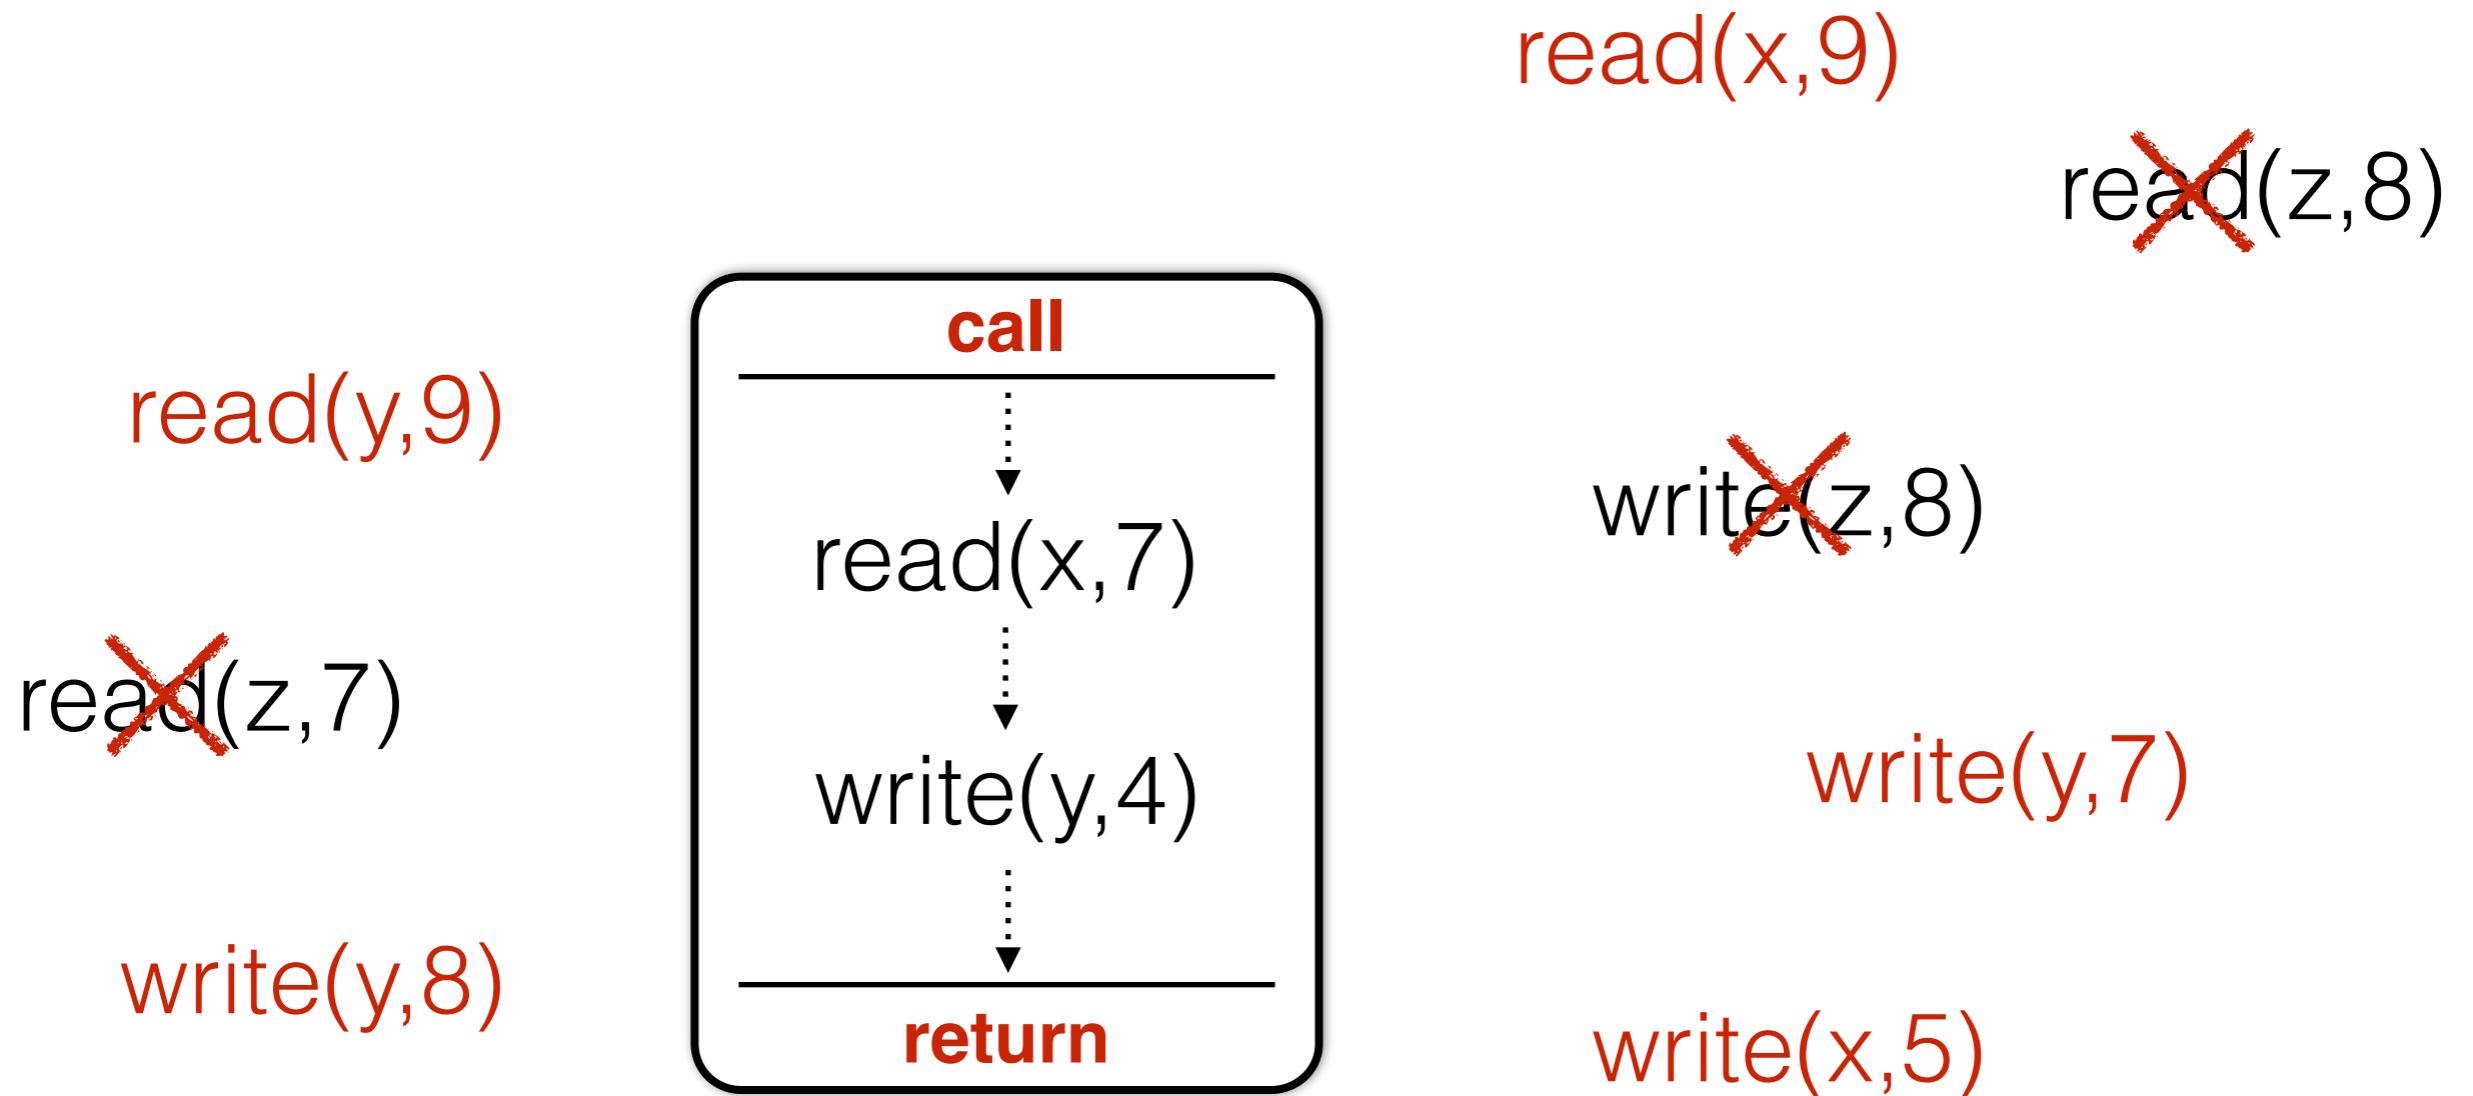 read(x,9)
read(z,8)
call
read(y,9)
write(z,8)
read(x,7)
read(z,7)
write(y,7)
write(y,4)
write(y,8)
return
write(x,5)